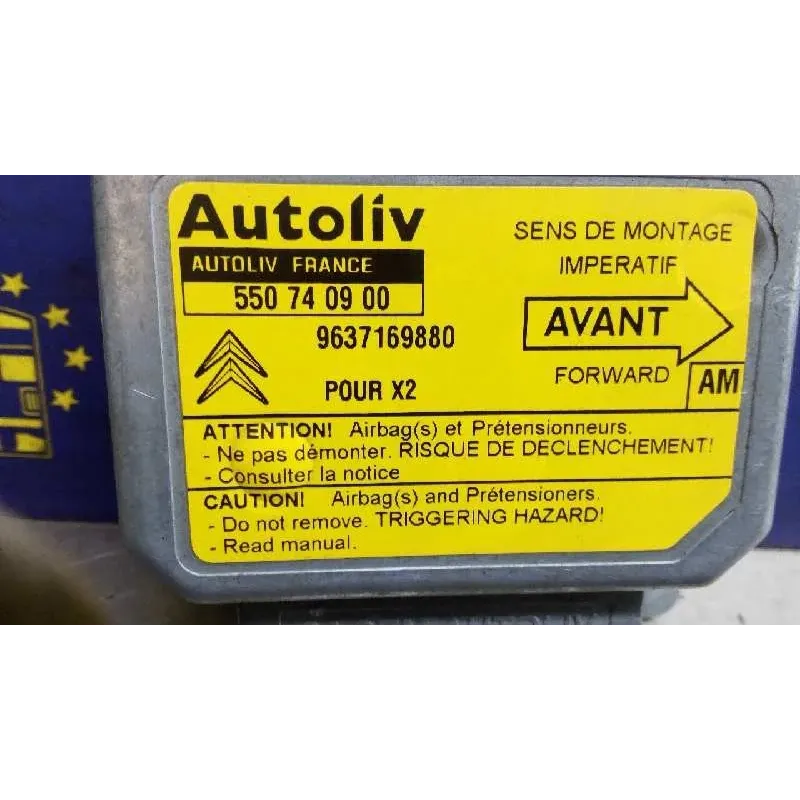 Autoliv
AUTOLIV FRANCE
550 74 09 00
9637169880
POUR X2
SENS DE MONTAGE
IMPERATIF
AVANT
FORWARD
AM
ATTENTION! Airbag(s) et Prétensionneurs.
- Ne pas démonter. RISQUE DE DECLENCHEMENT!
- Consulter la notice
CAUTION! Airbag(s) and Prétensioners.
- Do not remove. TRIGGERING HAZARD!
- Read manual.